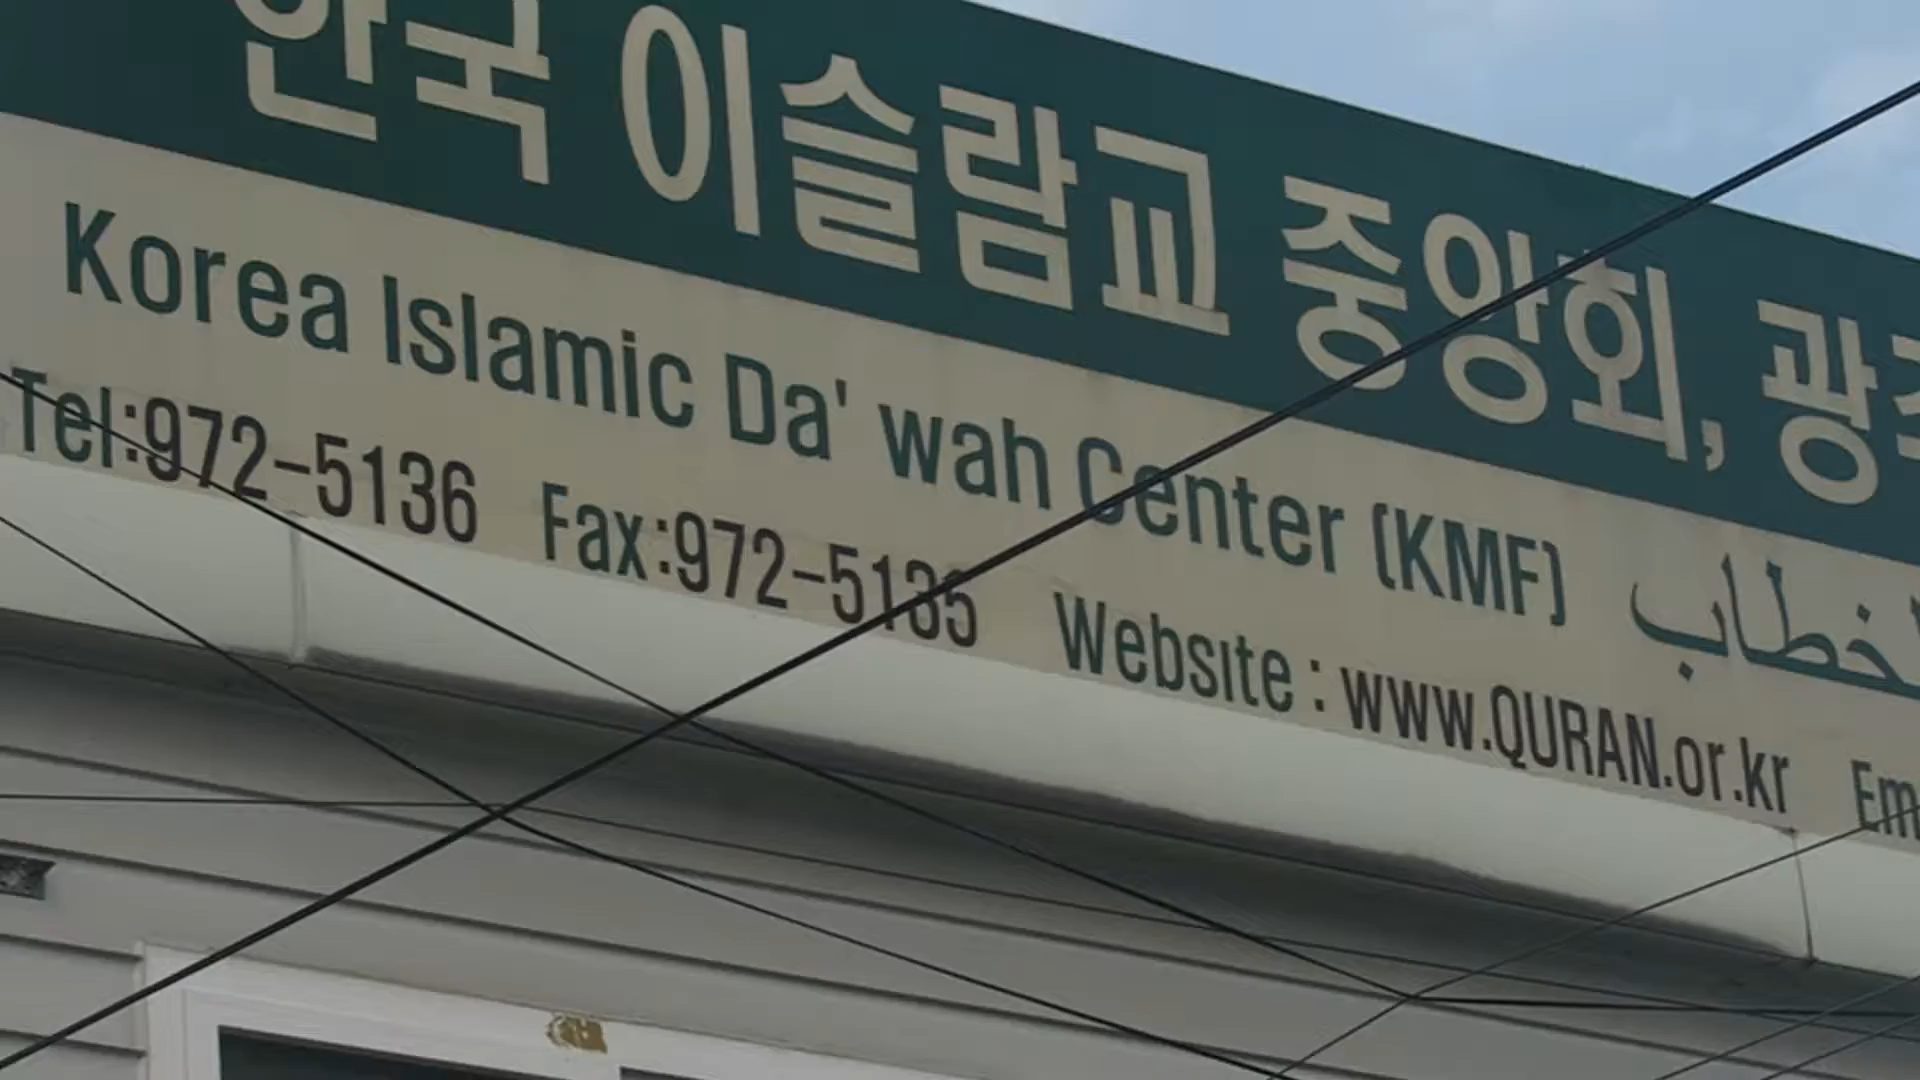 한국 이슬람교 중앙회, 광주
Korea Islamic Da' wah Center (KMF)
Tel:972-5136 Fax:972-5135 Website : www.QURAN.or.kr